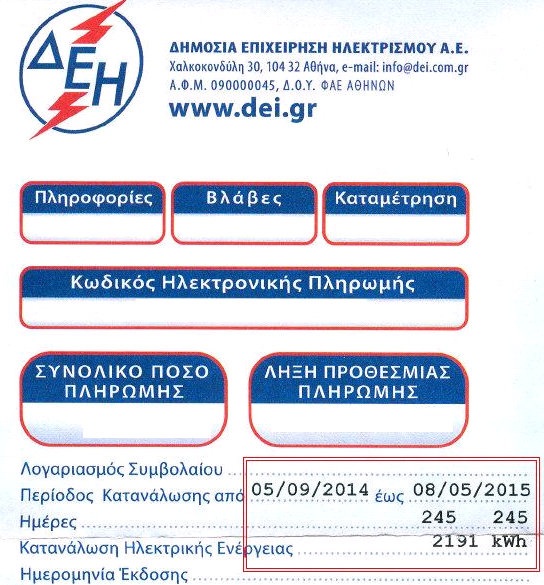 ΔΕΗ
ΔΗΜΟΣΙΑ ΕΠΙΧΕΙΡΗΣΗ ΗΛΕΚΤΡΙΣΜΟΥ Α.Ε.
Χαλκοκονδύλη 30, 104 32 Αθήνα, e-mail: info@dei.com.gr
Α.Φ.Μ. 090000045, Δ.Ο.Υ. ΦΑΕ ΑΘΗΝΩΝ
www.dei.gr
Πληροφορίες Βλάβες Καταμέτρηση
Κωδικός Ηλεκτρονικής Πληρωμής
ΣΥΝΟΛΙΚΟ ΠΟΣΟ ΠΛΗΡΩΜΗΣ
ΛΗΞΗ ΠΡΟΘΕΣΜΙΑΣ ΠΛΗΡΩΜΗΣ
Λογαριασμός Συμβολαίου
Περίοδος Κατανάλωσης από 05/09/2014 έως 08/05/2015
Ημέρες 245 245
Κατανάλωση Ηλεκτρικής Ενέργειας 2191 kWh
Ημερομηνία Έκδοσης